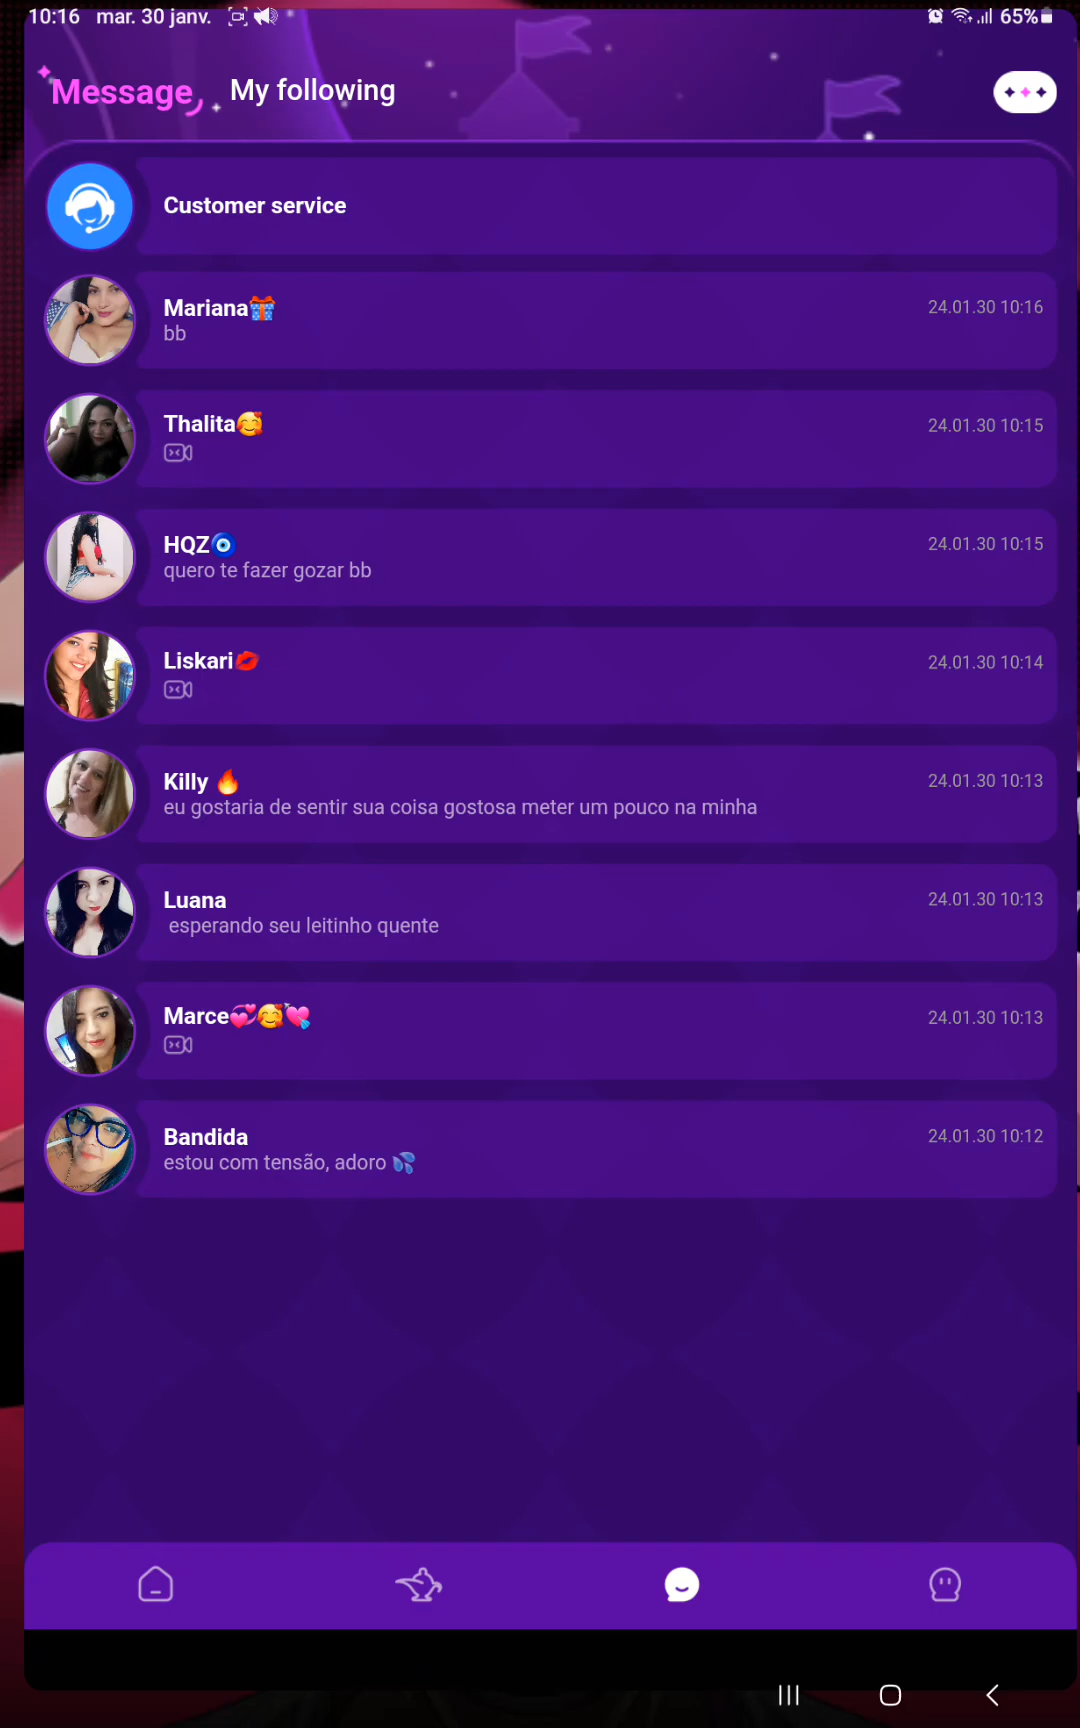 10:16 mar. 30 janv. 65%
Message My following
Customer service
Mariana🎁 24.01.30 10:16
bb
Thalita🥰 24.01.30 10:15
HQZ🧿 24.01.30 10:15
quero te fazer gozar bb
Liskari💋 24.01.30 10:14
Killy 🔥 24.01.30 10:13
eu gostaria de sentir sua coisa gostosa meter um pouco na minha
Luana 24.01.30 10:13
esperando seu leitinho quente
Marce💞🥰💘 24.01.30 10:13
Bandida 24.01.30 10:12
estou com tensão, adoro 💦